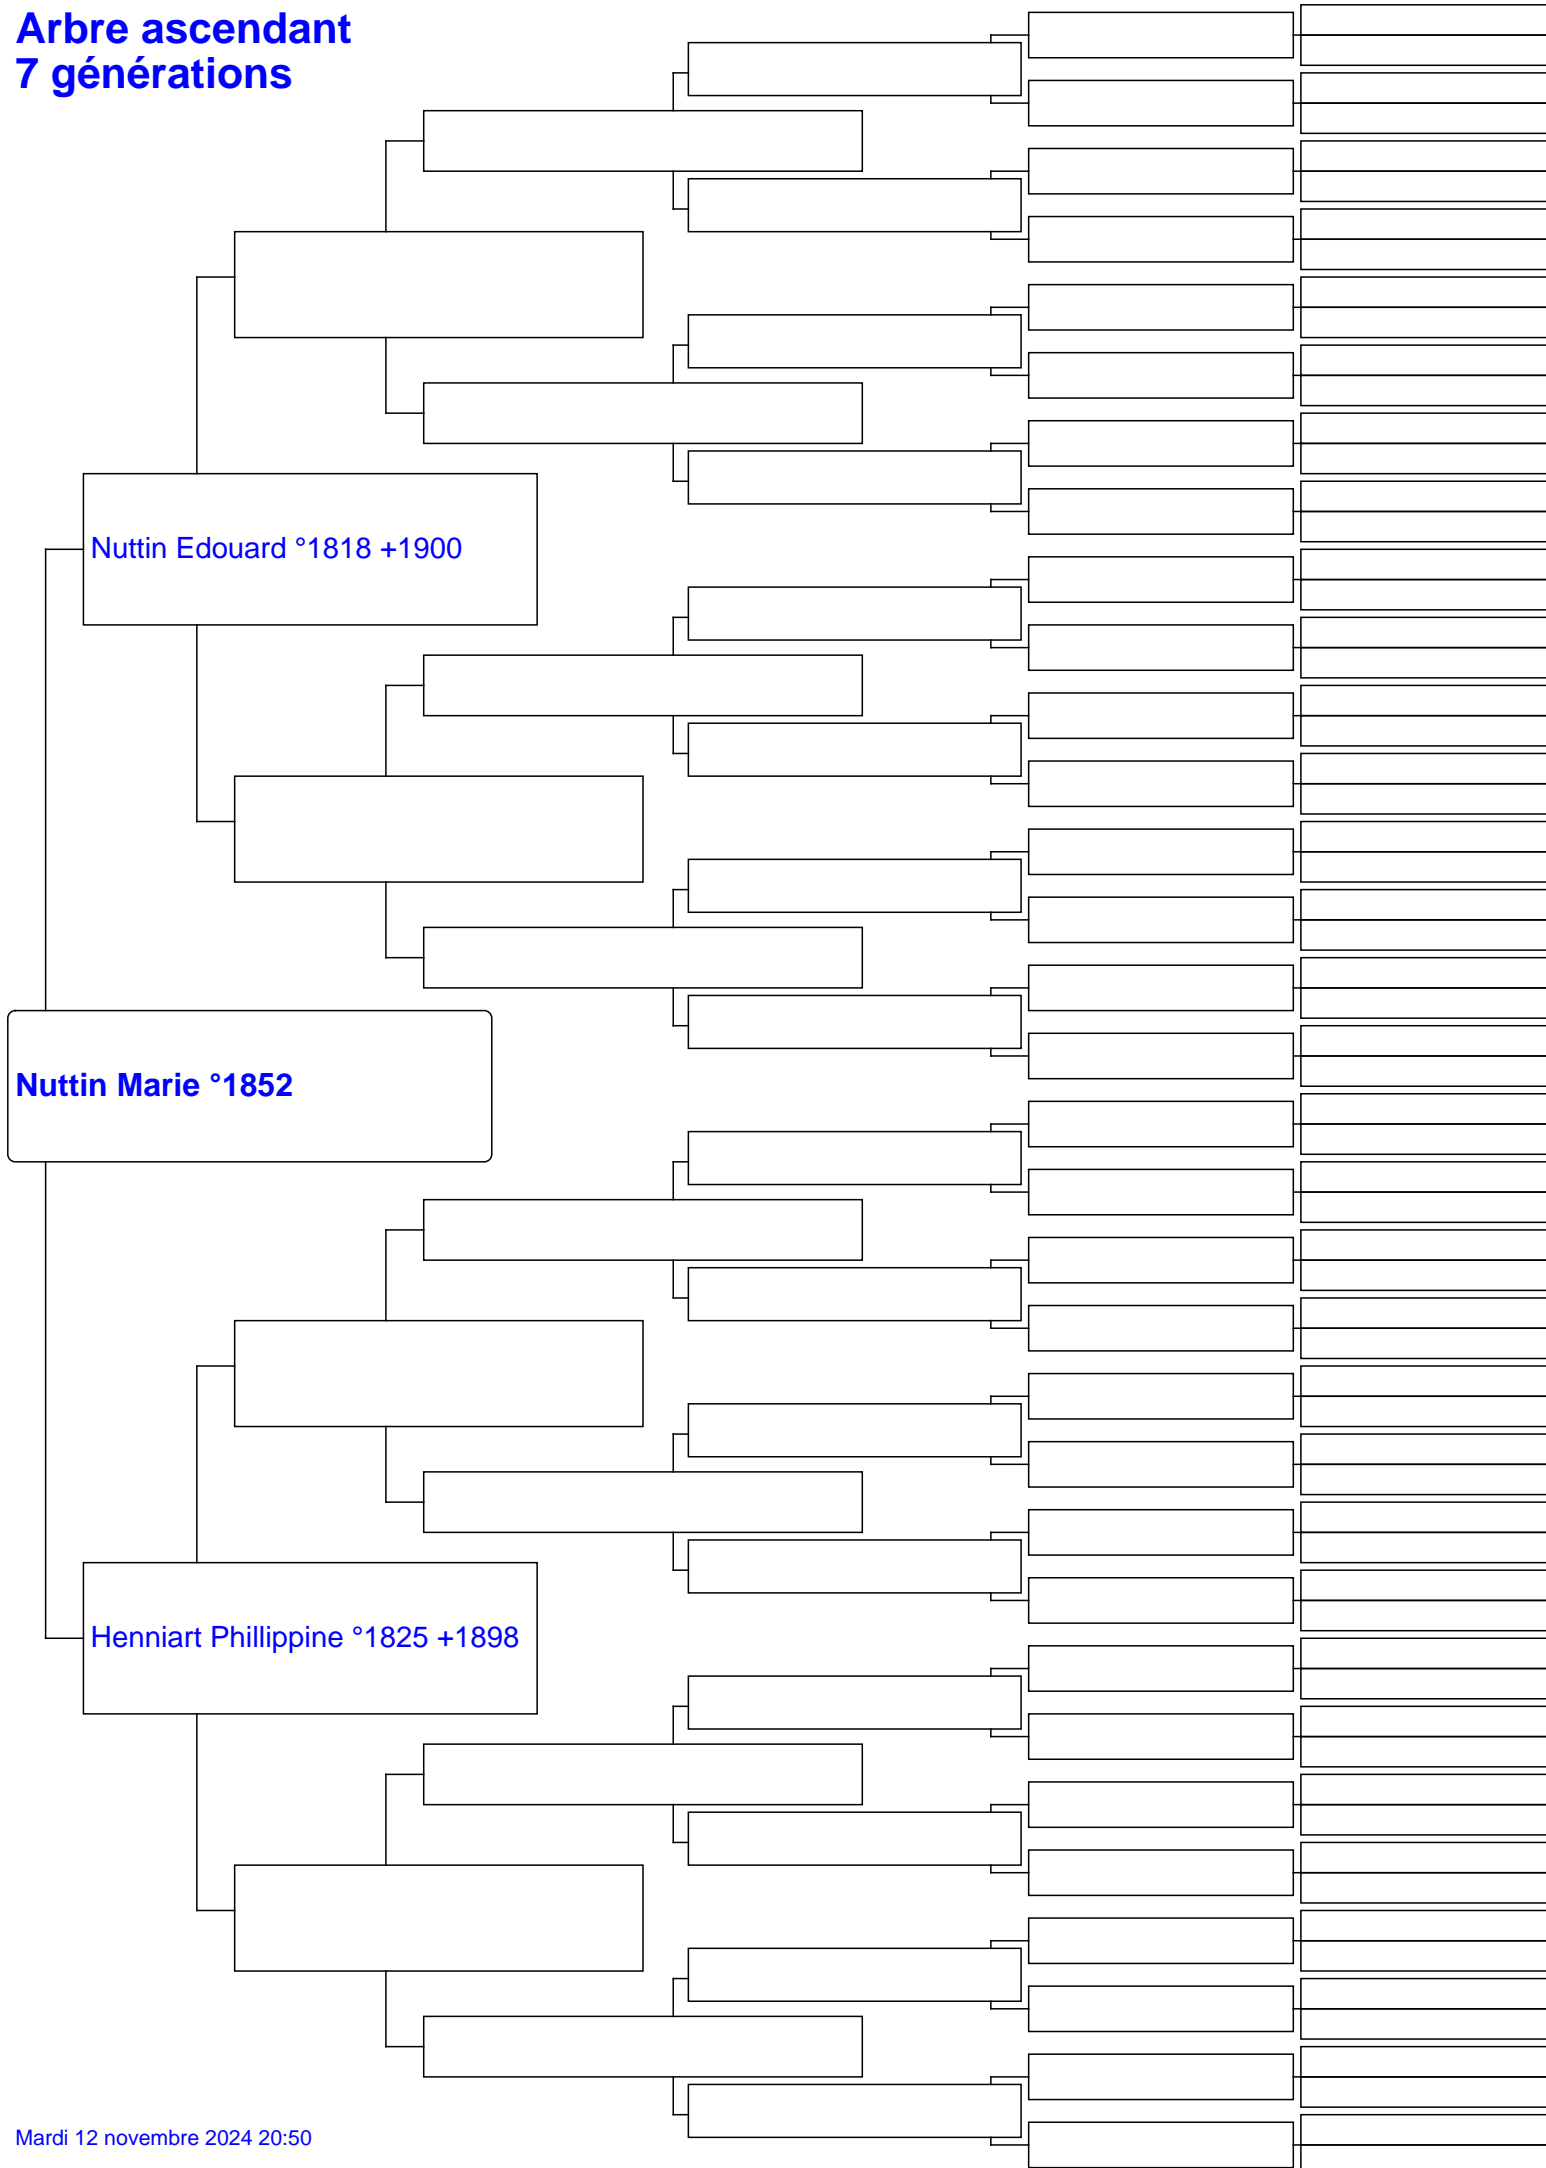 Arbre ascendant
7 générations
Nuttin Edouard °1818 +1900
Nuttin Marie °1852
Henniart Phillippine °1825 +1898
Mardi 12 novembre 2024 20:50